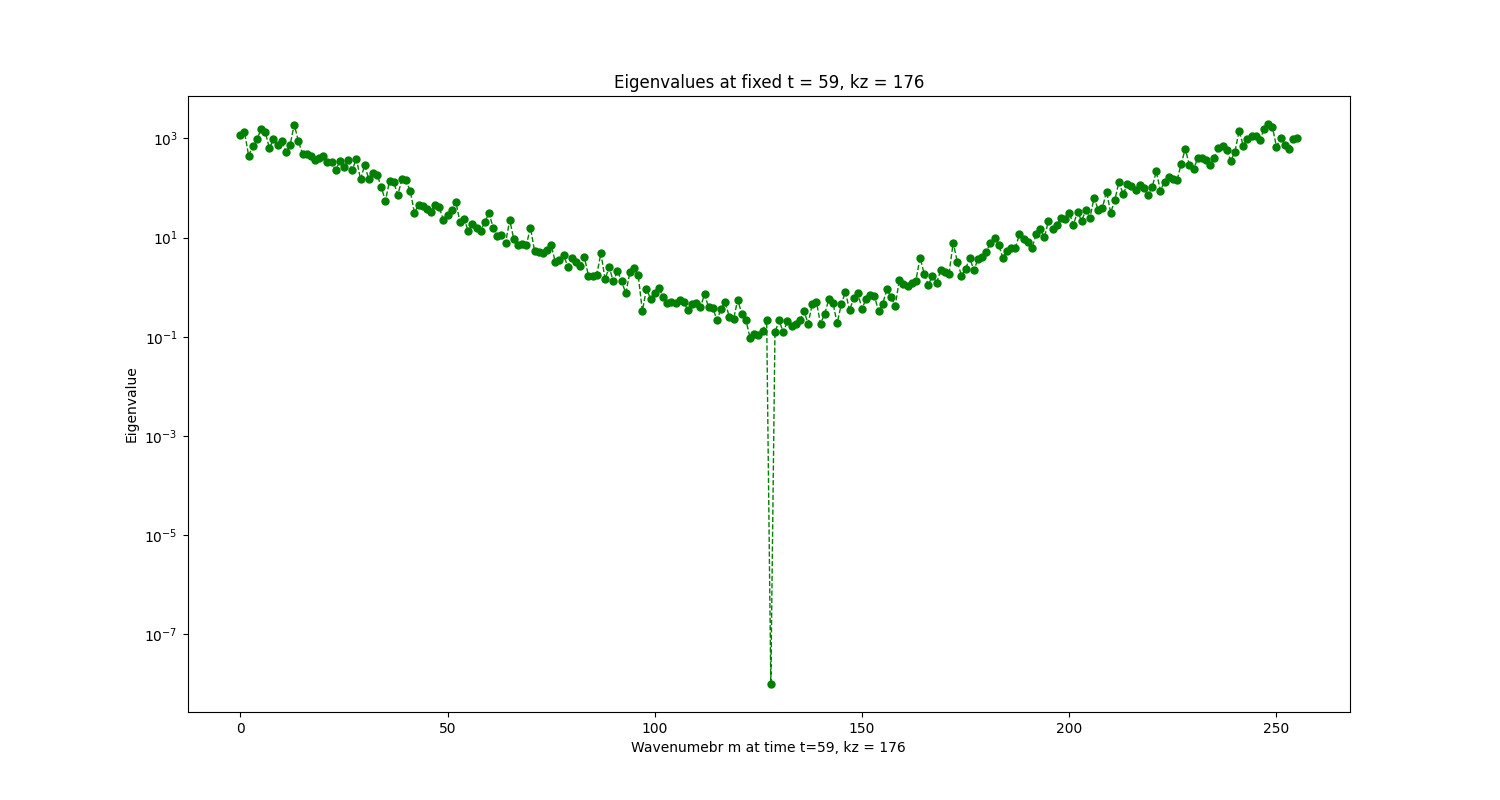 Eigenvalues at fixed t = 59, kz = 176
Eigenvalue
10³
10¹
10⁻¹
10⁻³
10⁻⁵
10⁻⁷
0 50 100 150 200 250
Wavenumebr m at time t=59, kz = 176